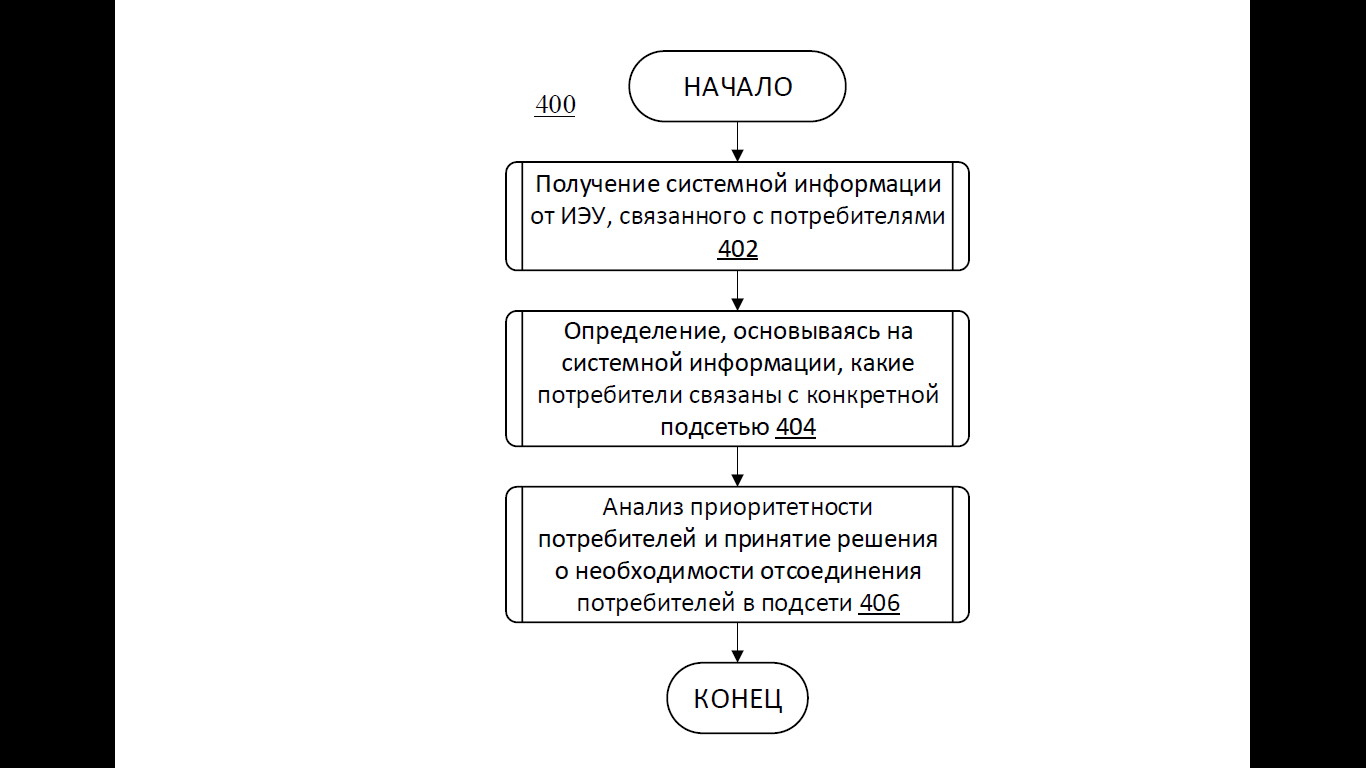 НАЧАЛО
400
Получение системной информации
от ИЭУ, связанного с потребителями
402
Определение, основываясь на
системной информации, какие
потребители связаны с конкретной
подсетью 404
Анализ приоритетности
потребителей и принятие решения
о необходимости отсоединения
потребителей в подсети 406
КОНЕЦ